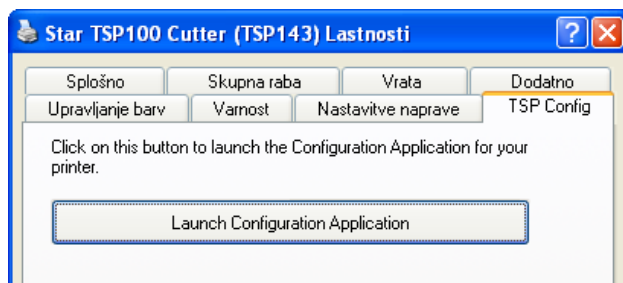 Star TSP100 Cutter (TSP143) Lastnosti
Splošno Skupna raba Vrata Dodatno
Upravljanje barv Varnost Nastavitve naprave TSP Config
Click on this button to launch the Configuration Application for your
printer.
Launch Configuration Application